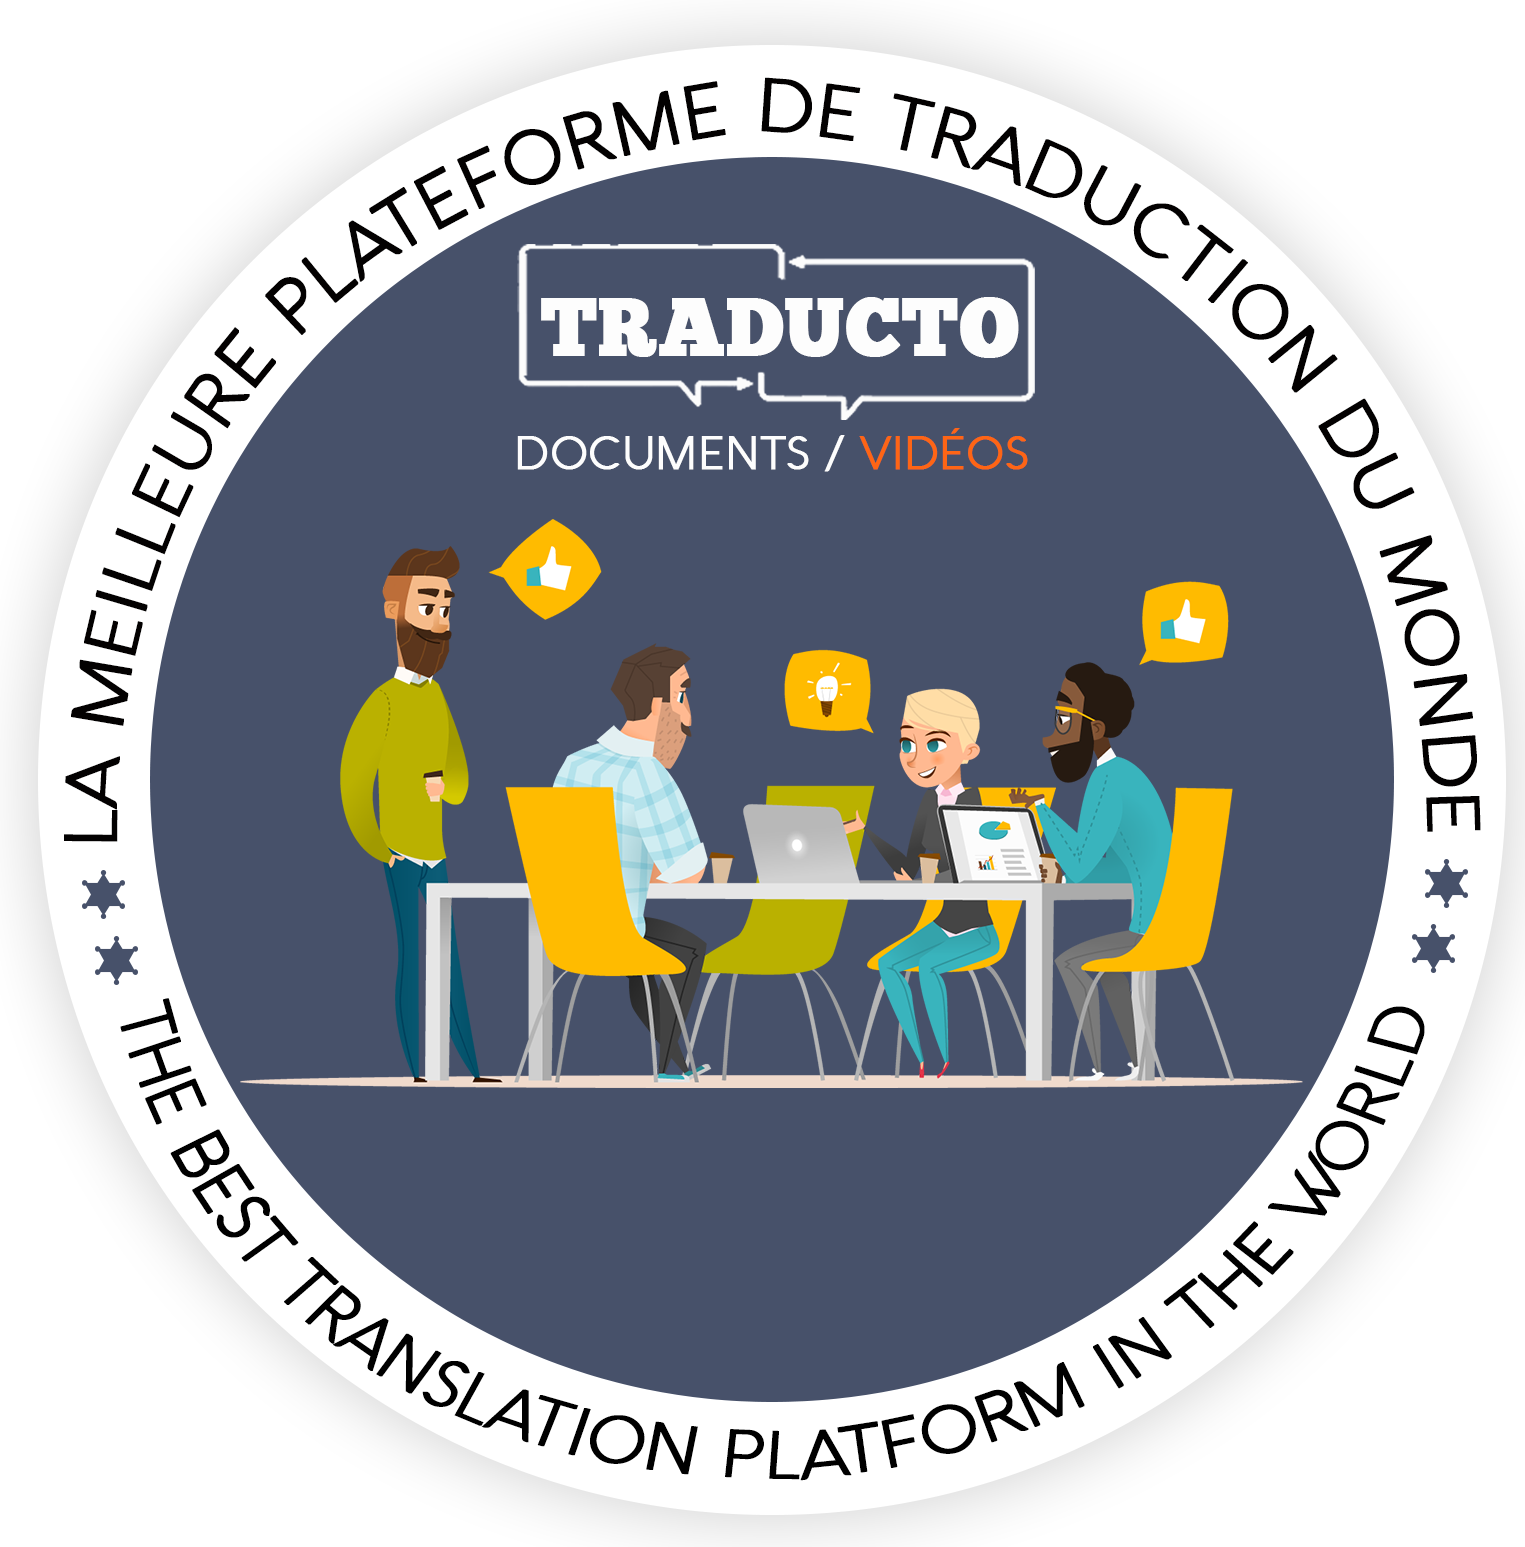 LA MEILLEURE PLATEFORME DE TRADUCTION DU MONDE
TRADUCTO
DOCUMENTS / VIDÉOS
THE BEST TRANSLATION PLATFORM IN THE WORLD